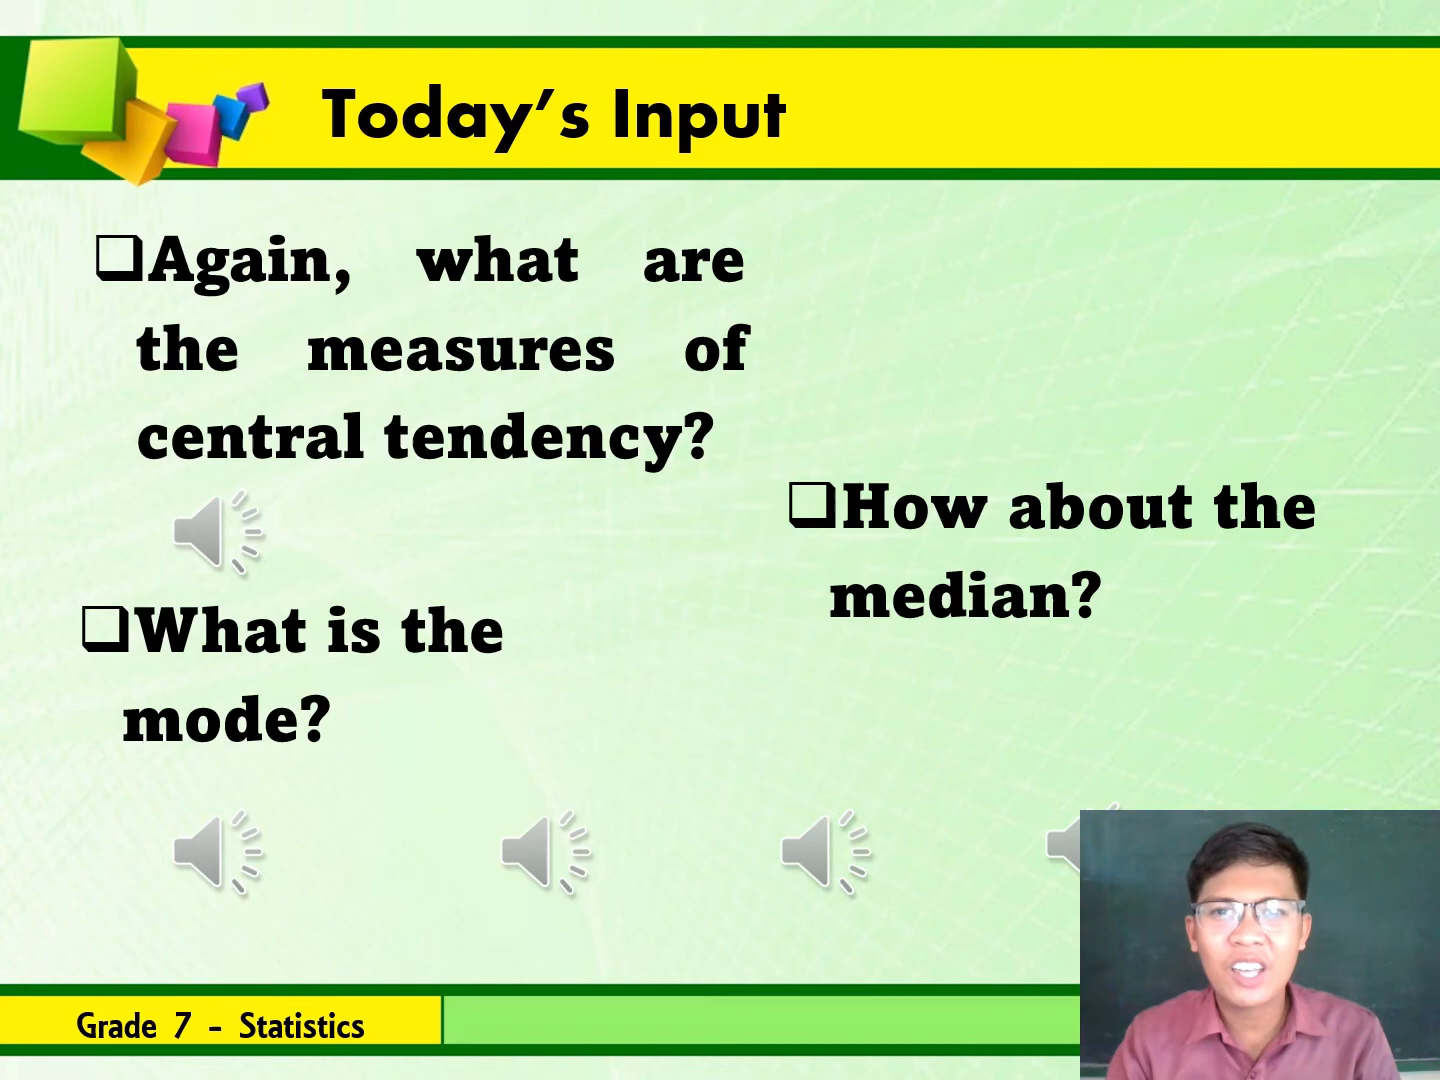 Today’s Input
❑Again, what are
the measures of
central tendency?
❑How about the
median?
❑What is the
mode?
Grade 7 - Statistics